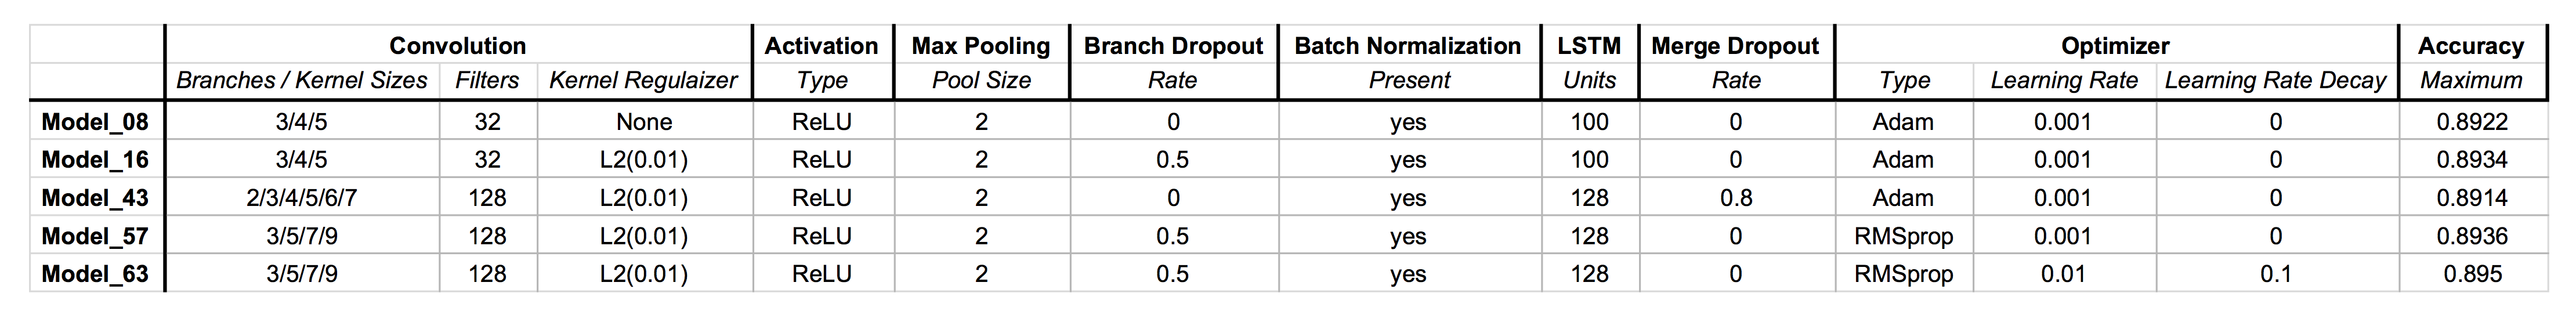 Convolution Activation Max Pooling Branch Dropout Batch Normalization LSTM Merge Dropout Optimizer Accuracy
Branches / Kernel Sizes Filters Kernel Regulaizer Type Pool Size Rate Present Units Rate Type Learning Rate Learning Rate Decay Maximum
Model_08 3/4/5 32 None ReLU 2 0 yes 100 0 Adam 0.001 0 0.8922
Model_16 3/4/5 32 L2(0.01) ReLU 2 0.5 yes 100 0 Adam 0.001 0 0.8934
Model_43 2/3/4/5/6/7 128 L2(0.01) ReLU 2 0 yes 128 0.8 Adam 0.001 0 0.8914
Model_57 3/5/7/9 128 L2(0.01) ReLU 2 0.5 yes 128 0 RMSprop 0.001 0 0.8936
Model_63 3/5/7/9 128 L2(0.01) ReLU 2 0.5 yes 128 0 RMSprop 0.01 0.1 0.895